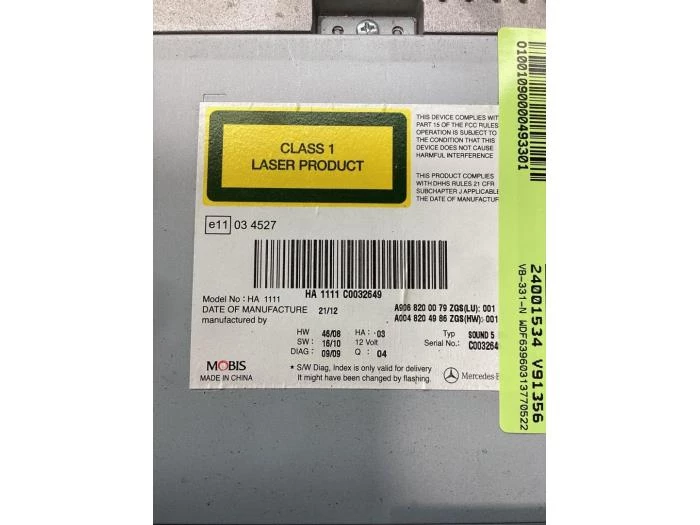 CLASS 1
LASER PRODUCT
THIS DEVICE COMPLIES WIT
PART 15 OF THE FCC RULES
OPERATION IS SUBJECT TO
THE CONDITION THAT THIS
DEVICE DOES NOT CAUSE
HARMFUL INTERFERENCE
THIS PRODUCT COMPLIES
WITH DHHS RULES 21 CFR
SUBCHAPTER J APPLICABLE
THE DATE OF MANUFACTUR
e11 03 4527
HA 1111 C0032649
Model No : HA 1111
DATE OF MANUFACTURE 21/12
manufactured by
A906 820 00 79 ZGS(LU): 001
A004 820 49 86 ZGS(HW): 001
HW 46/08 HA : 03
SW : 16/10 12 Volt
DIAG : 09/09 Q : 04
Typ SOUND 5
Serial No.: C003264
MOBIS
MADE IN CHINA
* S/W Diag, Index is only valid for delivery
It might have been changed by flashing.
Mercedes-B
0100109000000493301
24001534 V91356
VB-331-N WDF63960313770522